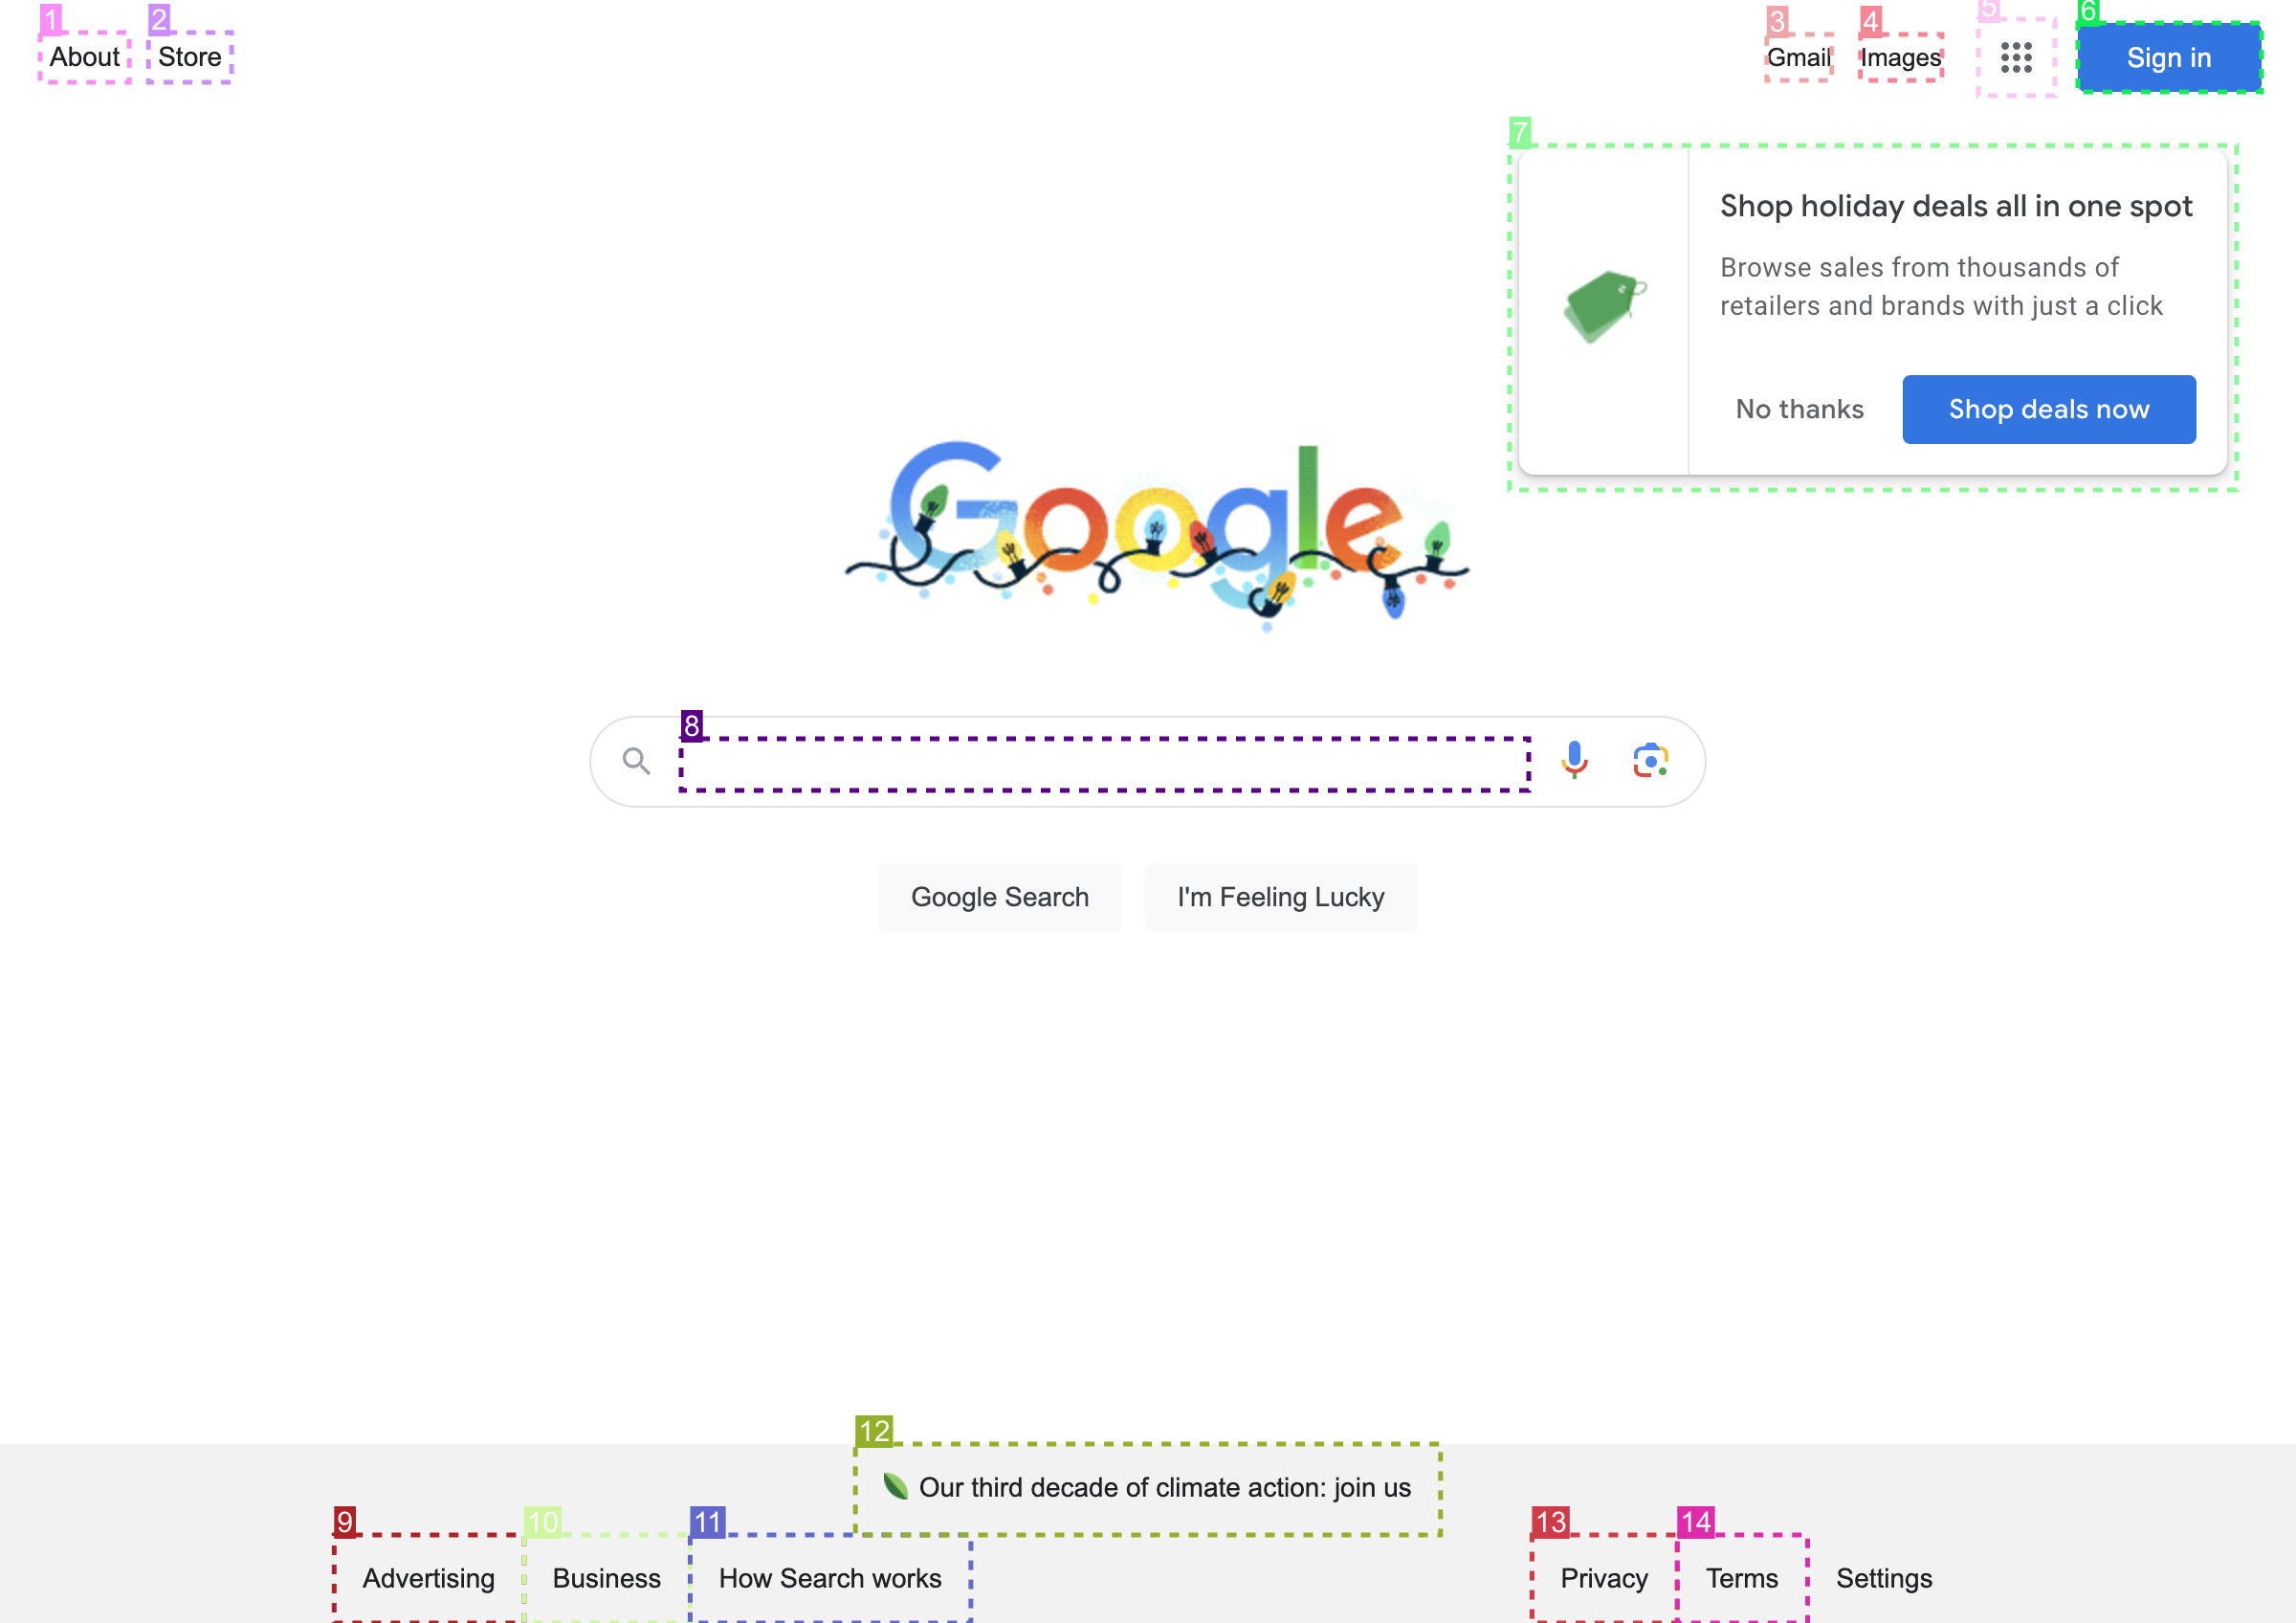 1
2
3
4
5
6
About
Store
Gmail
Images
Sign in
7
Shop holiday deals all in one spot
Browse sales from thousands of
retailers and brands with just a click
No thanks
Shop deals now
Google
8
Google Search
I'm Feeling Lucky
12
Our third decade of climate action: join us
9
10
11
13
14
Advertising
Business
How Search works
Privacy
Terms
Settings